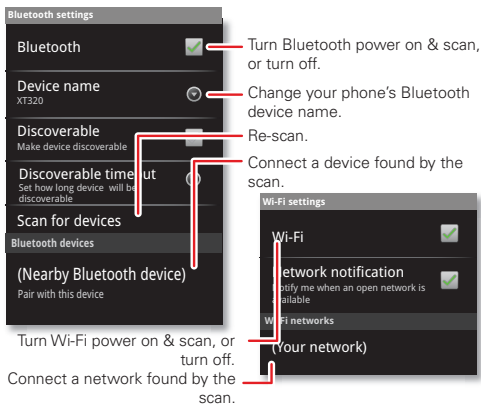 Bluetooth settings
Bluetooth
Device name
XT320
Discoverable
Make device discoverable
Discoverable timeout
Set how long device will be
discoverable
Scan for devices
Bluetooth devices
(Nearby Bluetooth device)
Pair with this device
Turn Bluetooth power on & scan,
or turn off.
Change your phone's Bluetooth
device name.
Re-scan.
Connect a device found by the
scan.
Wi-Fi settings
Wi-Fi
Network notification
Notify me when an open network is
available
Wi-Fi networks
(Your network)
Turn Wi-Fi power on & scan, or
turn off.
Connect a network found by the
scan.